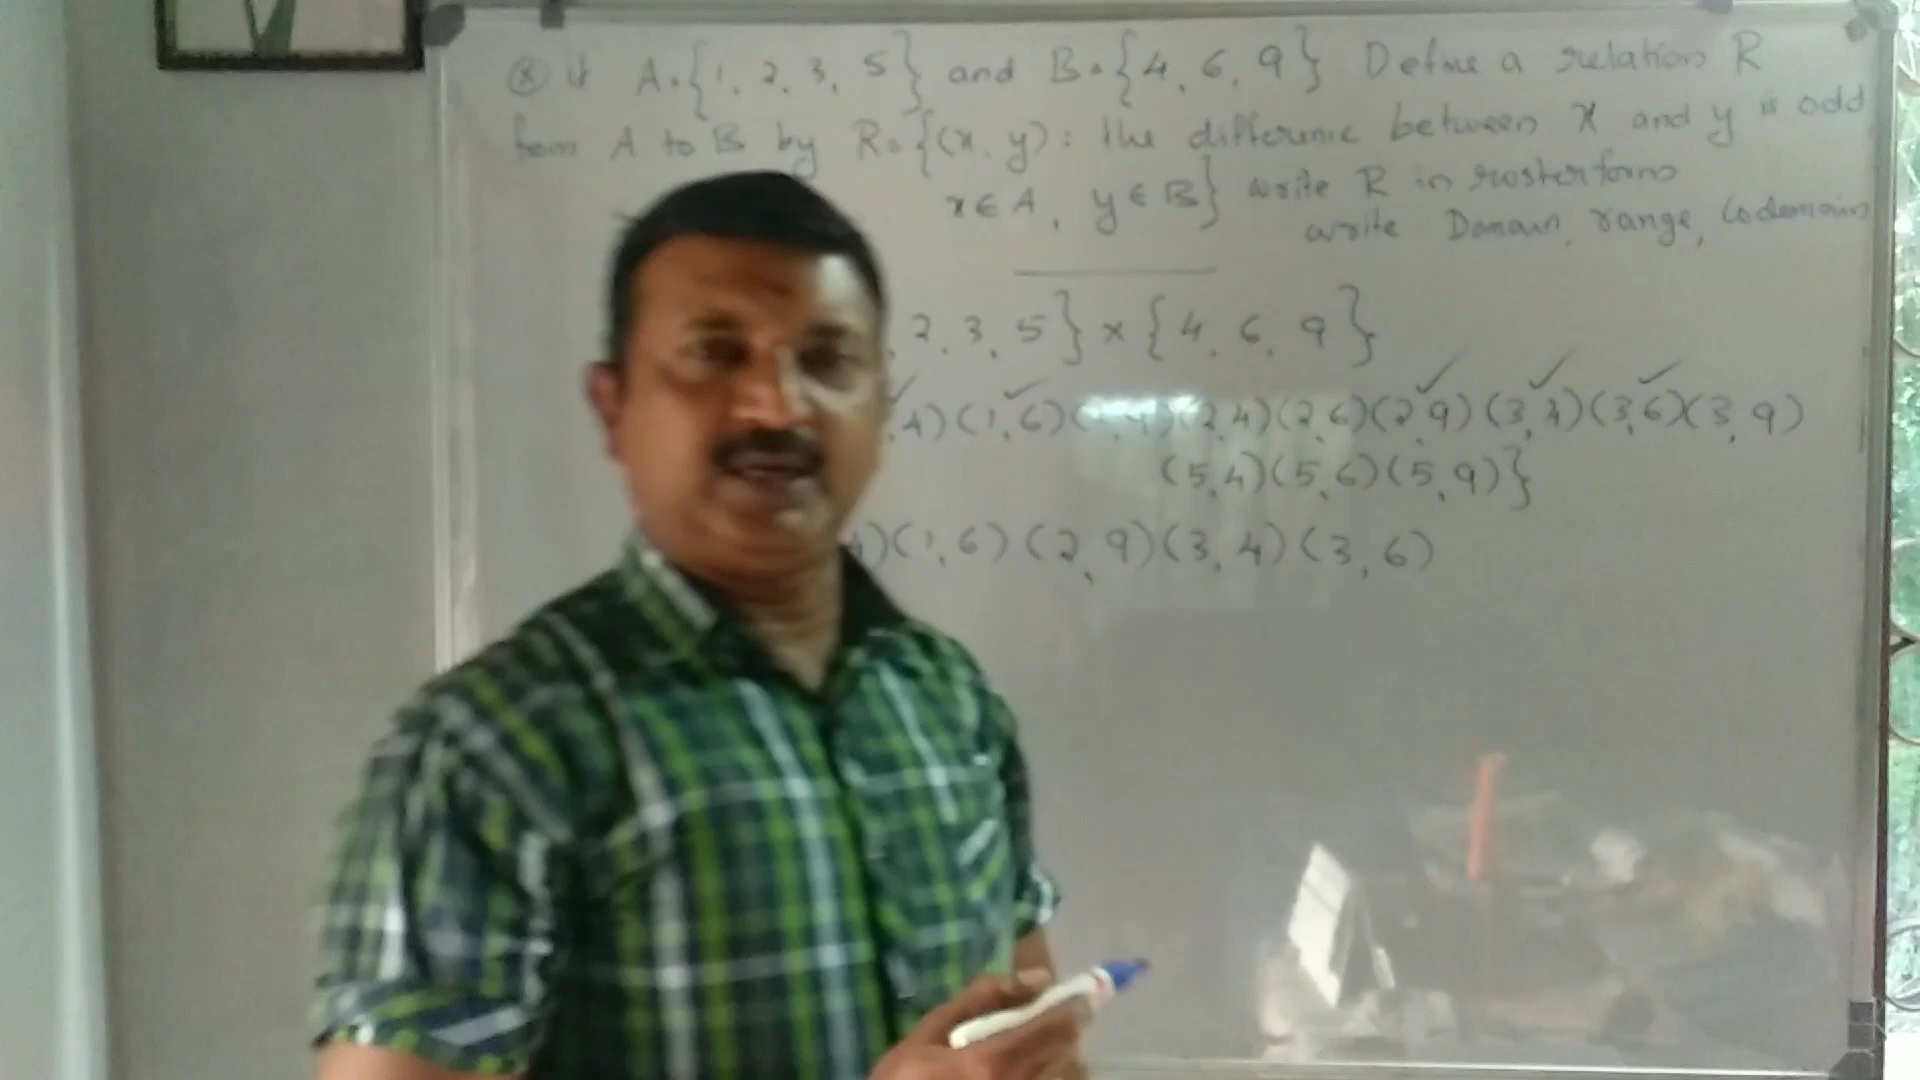 ⓧ if A = {1, 2, 3, 5} and B = {4, 6, 9} Define a relation R
from A to B by R = {(x, y) : the difference between x and y is odd
x ∈ A, y ∈ B} write R in roster form
write Domain, range, Codomain
2, 3, 5} × {4, 6, 9}
, 4) (1, 6) (2, 4) (2, 6) (2, 9) (3, 4) (3, 6) (3, 9)
(5, 4) (5, 6) (5, 9)}
4) (1, 6) (2, 9) (3, 4) (3, 6)